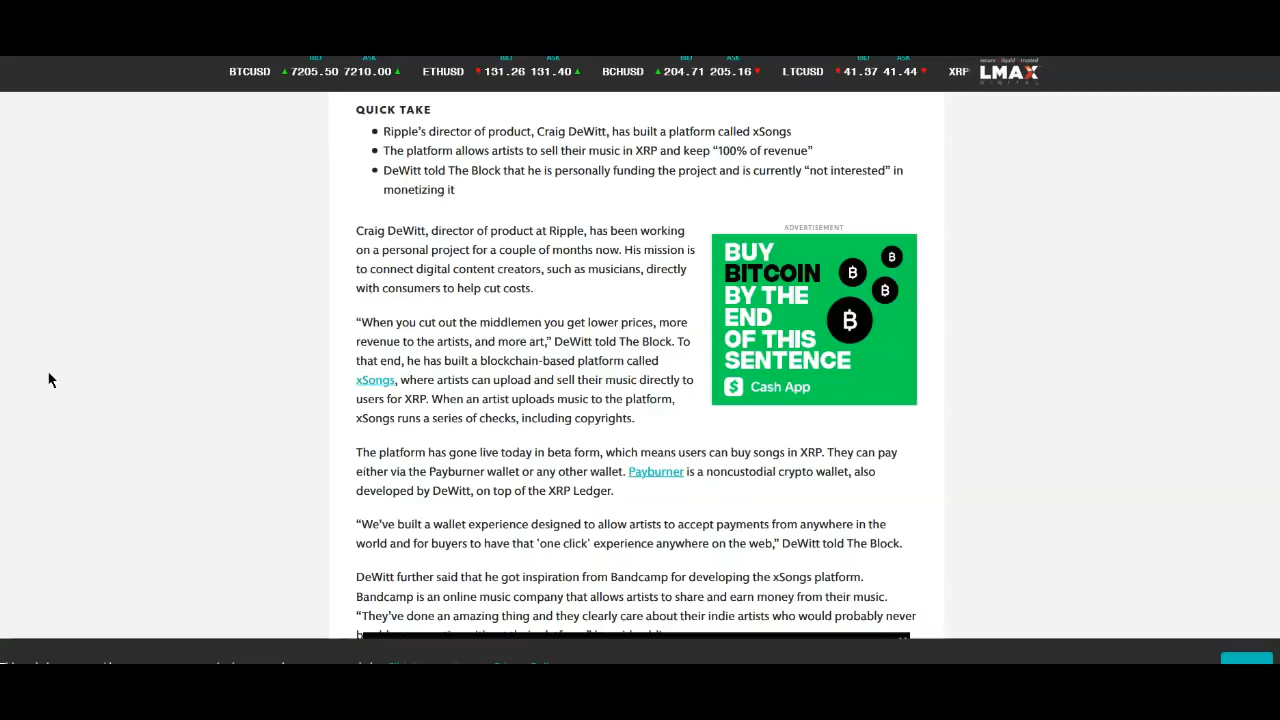 BID ASK BID ASK BID ASK BID ASK
BTCUSD 7205.50 7210.00 ETHUSD 131.26 131.40 BCHUSD 204.71 205.16 LTCUSD 41.37 41.44 XRP
secure liquid trusted
LMAX
DIGITAL
QUICK TAKE
Ripple’s director of product, Craig DeWitt, has built a platform called xSongs
The platform allows artists to sell their music in XRP and keep “100% of revenue”
DeWitt told The Block that he is personally funding the project and is currently “not interested” in
monetizing it
Craig DeWitt, director of product at Ripple, has been working
on a personal project for a couple of months now. His mission is
to connect digital content creators, such as musicians, directly
with consumers to help cut costs.
“When you cut out the middlemen you get lower prices, more
revenue to the artists, and more art,” DeWitt told The Block. To
that end, he has built a blockchain-based platform called
xSongs, where artists can upload and sell their music directly to
users for XRP. When an artist uploads music to the platform,
xSongs runs a series of checks, including copyrights.
ADVERTISEMENT
BUY
BITCOIN
BY THE
END
OF THIS
SENTENCE
Cash App
The platform has gone live today in beta form, which means users can buy songs in XRP. They can pay
either via the Payburner wallet or any other wallet. Payburner is a noncustodial crypto wallet, also
developed by DeWitt, on top of the XRP Ledger.
“We’ve built a wallet experience designed to allow artists to accept payments from anywhere in the
world and for buyers to have that 'one click' experience anywhere on the web,” DeWitt told The Block.
DeWitt further said that he got inspiration from Bandcamp for developing the xSongs platform.
Bandcamp is an online music company that allows artists to share and earn money from their music.
“They’ve done an amazing thing and they clearly care about their indie artists who would probably never